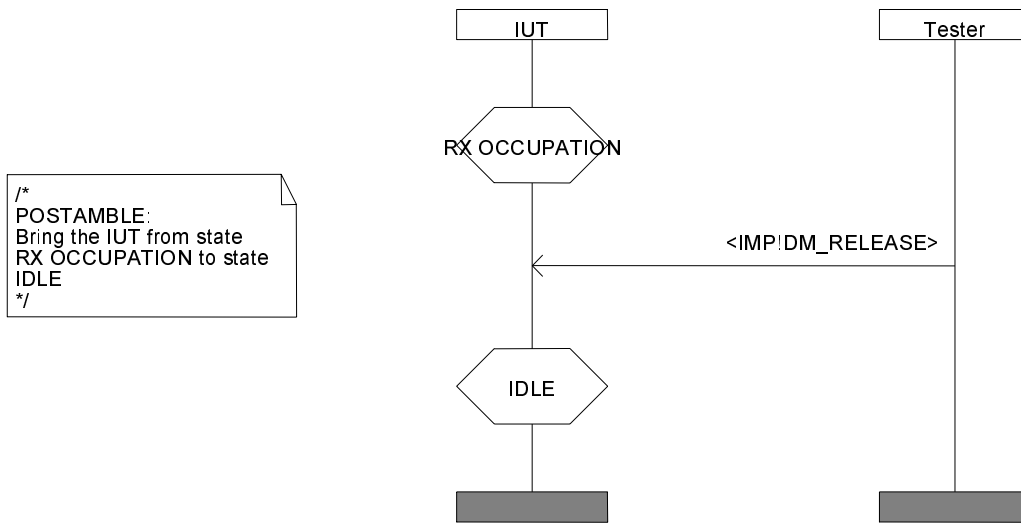 IUT
Tester
RX OCCUPATION
/*
POSTAMBLE:
Bring the IUT from state
RX OCCUPATION to state
IDLE
*/
<IMP!DM_RELEASE>
IDLE